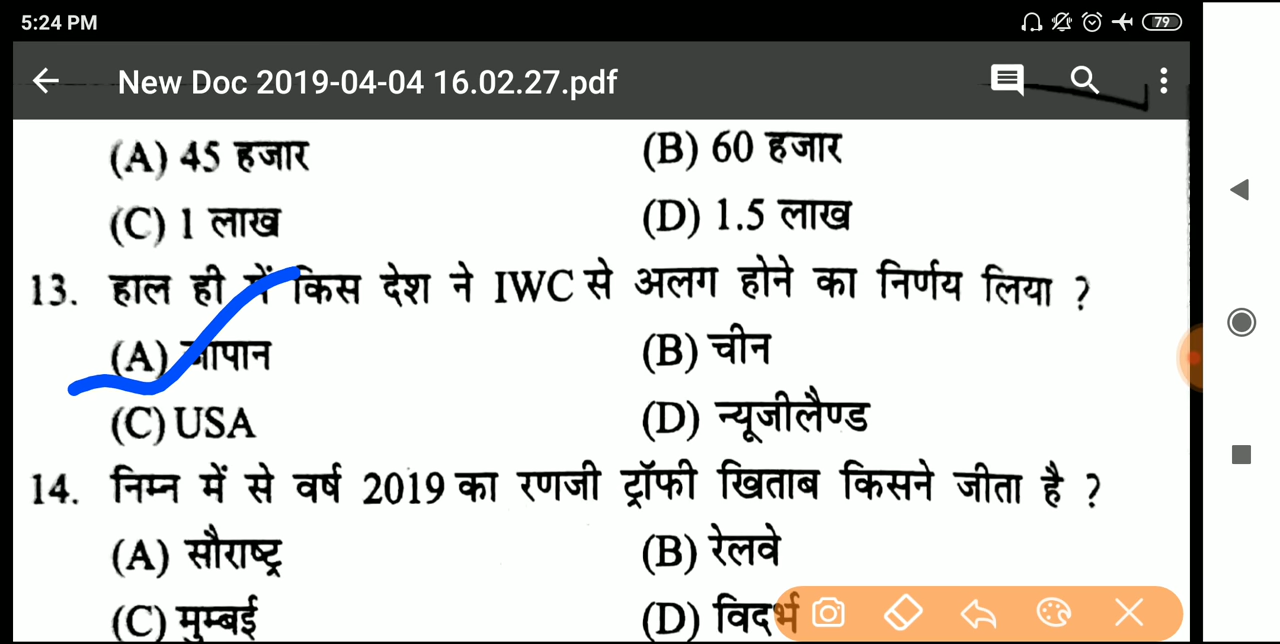 5:24 PM 79
New Doc 2019-04-04 16.02.27.pdf
(A) 45 हजार (B) 60 हजार
(C) 1 लाख (D) 1.5 लाख
13. हाल ही में किस देश ने IWC से अलग होने का निर्णय लिया ?
(A) जापान (B) चीन
(C) USA (D) न्यूजीलैण्ड
14. निम्न में से वर्ष 2019 का रणजी ट्रॉफी खिताब किसने जीता है ?
(A) सौराष्ट्र (B) रेलवे
(C) मुम्बई (D) विदर्भ